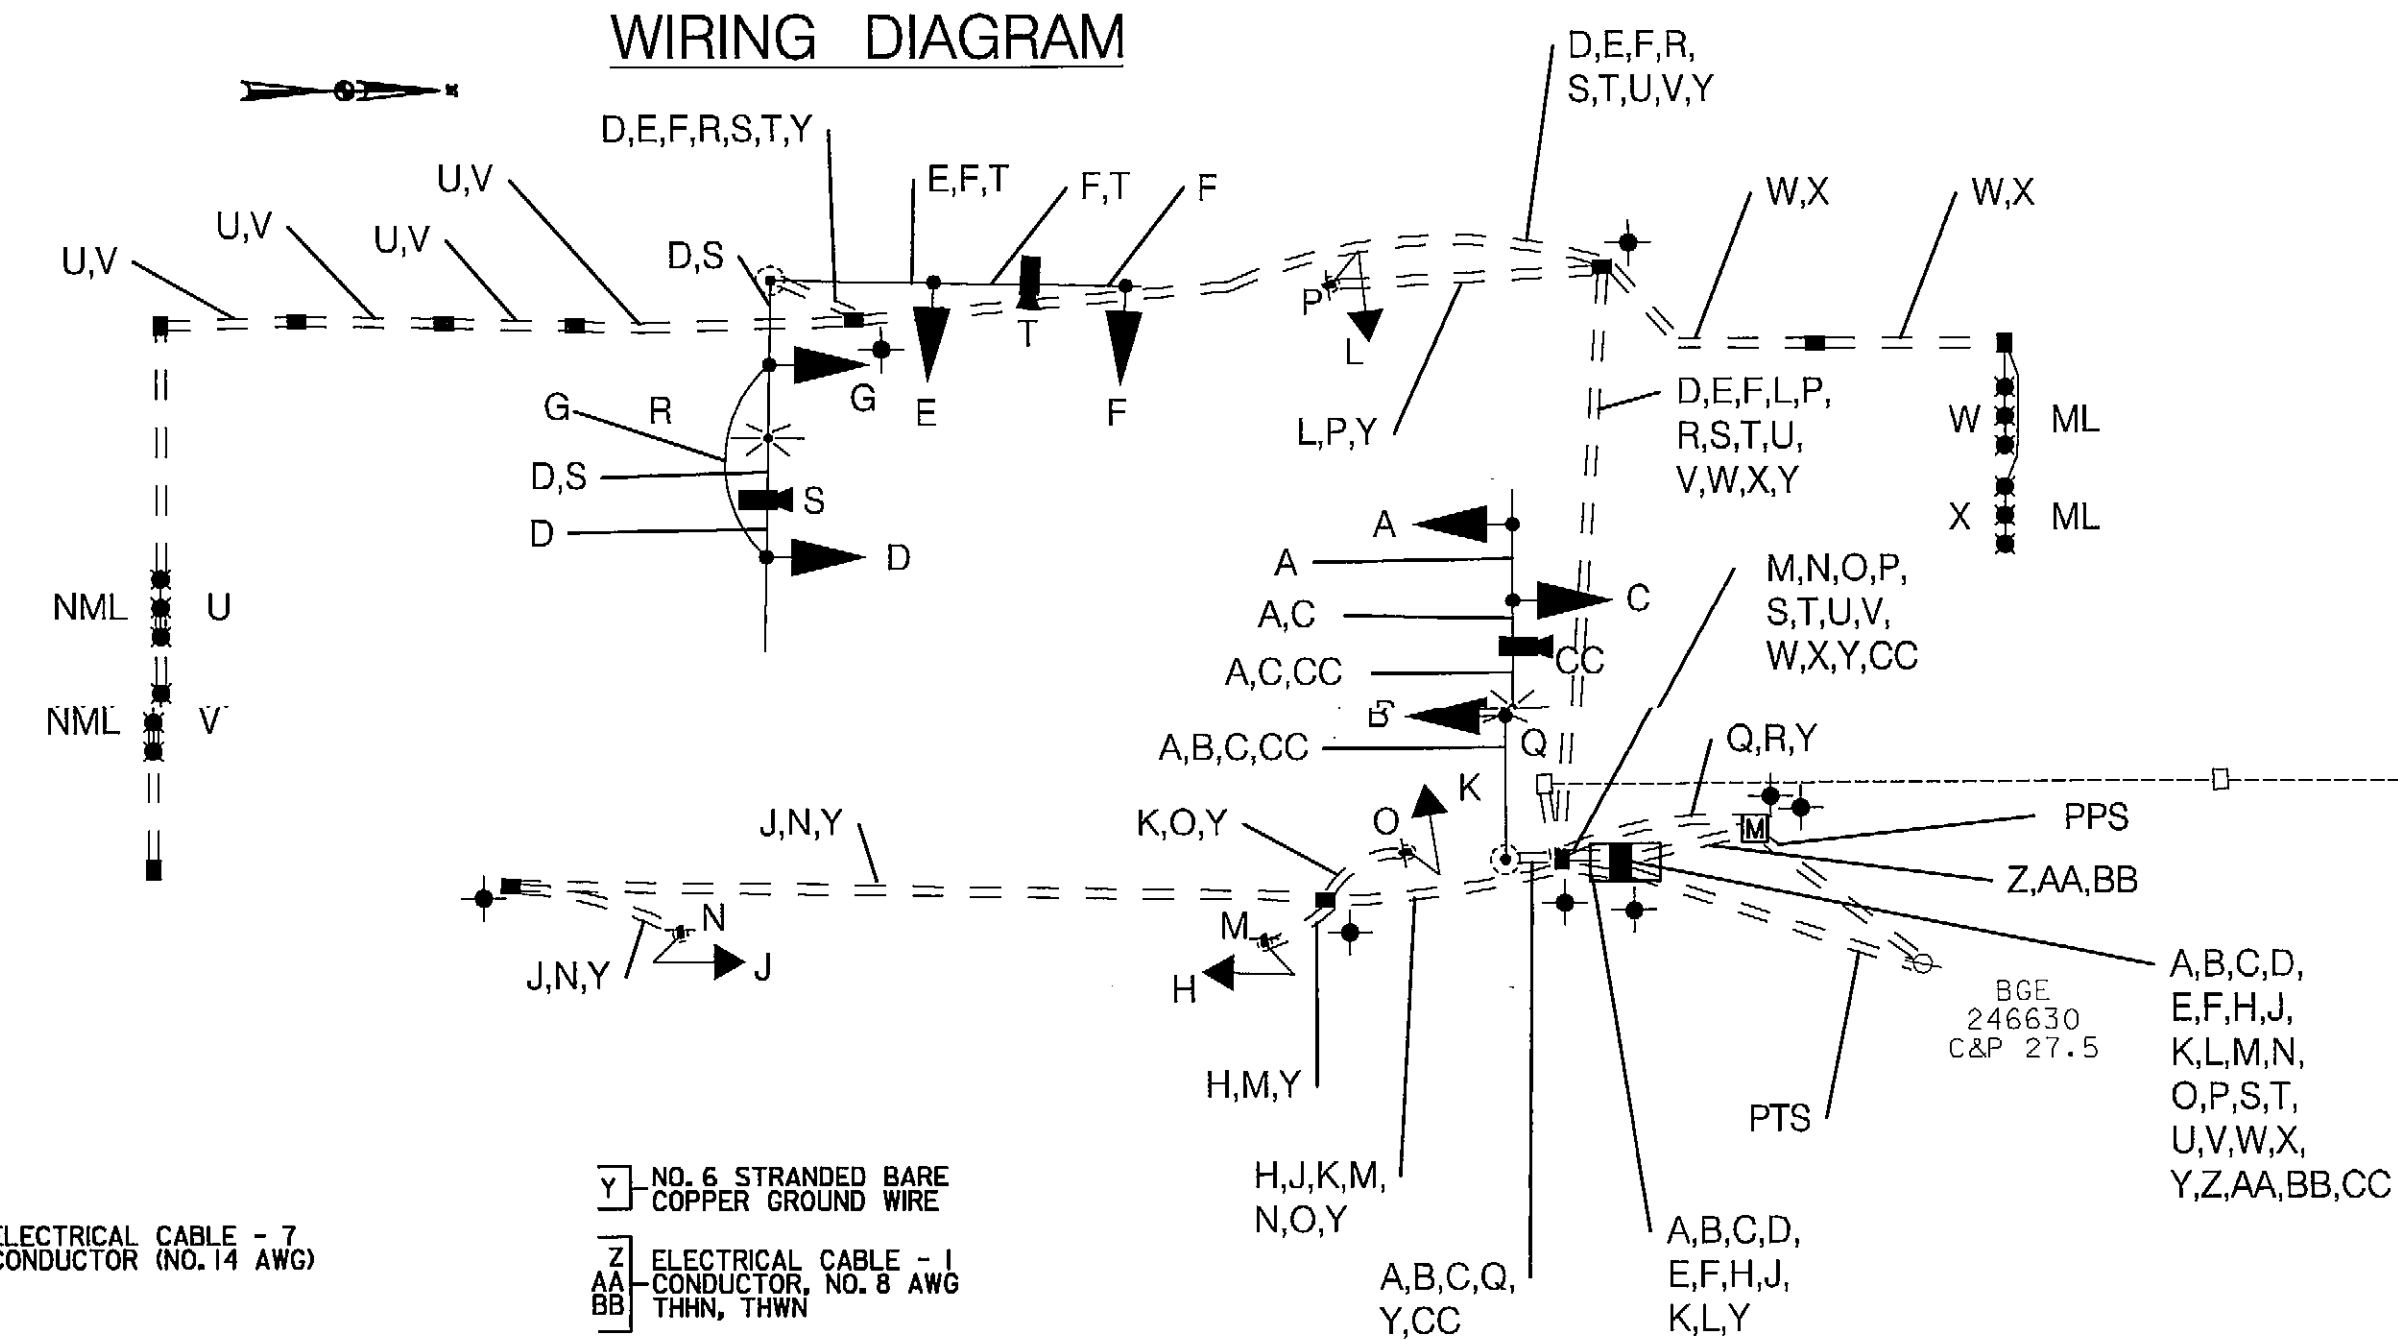 WIRING DIAGRAM
D,E,F,R,
S,T,U,V,Y
D,E,F,R,S,T,Y
U,V
E,F,T
F,T
F
W,X
W,X
U,V
U,V
U,V
D,S
P
L
T
G
E
F
G
R
L,P,Y
D,E,F,L,P,
R,S,T,U,
V,W,X,Y
W
ML
D,S
S
D
D
X
ML
A
A
C
A,C
CC
A,C,CC
M,N,O,P,
S,T,U,V,
W,X,Y,CC
NML
U
NML
V
B
A,B,C,CC
Q
Q,R,Y
K
J,N,Y
K,O,Y
O
M
PPS
Z,AA,BB
N
M
J
J,N,Y
H
BGE
246630
C&P 27.5
A,B,C,D,
E,F,H,J,
K,L,M,N,
O,P,S,T,
U,V,W,X,
Y,Z,AA,BB,CC
H,M,Y
PTS
H,J,K,M,
N,O,Y
A,B,C,Q,
Y,CC
A,B,C,D,
E,F,H,J,
K,L,Y
Y
NO. 6 STRANDED BARE
COPPER GROUND WIRE
ELECTRICAL CABLE - 7
CONDUCTOR (NO. 14 AWG)
Z
AA
BB
ELECTRICAL CABLE - 1
CONDUCTOR, NO. 8 AWG
THHN, THWN